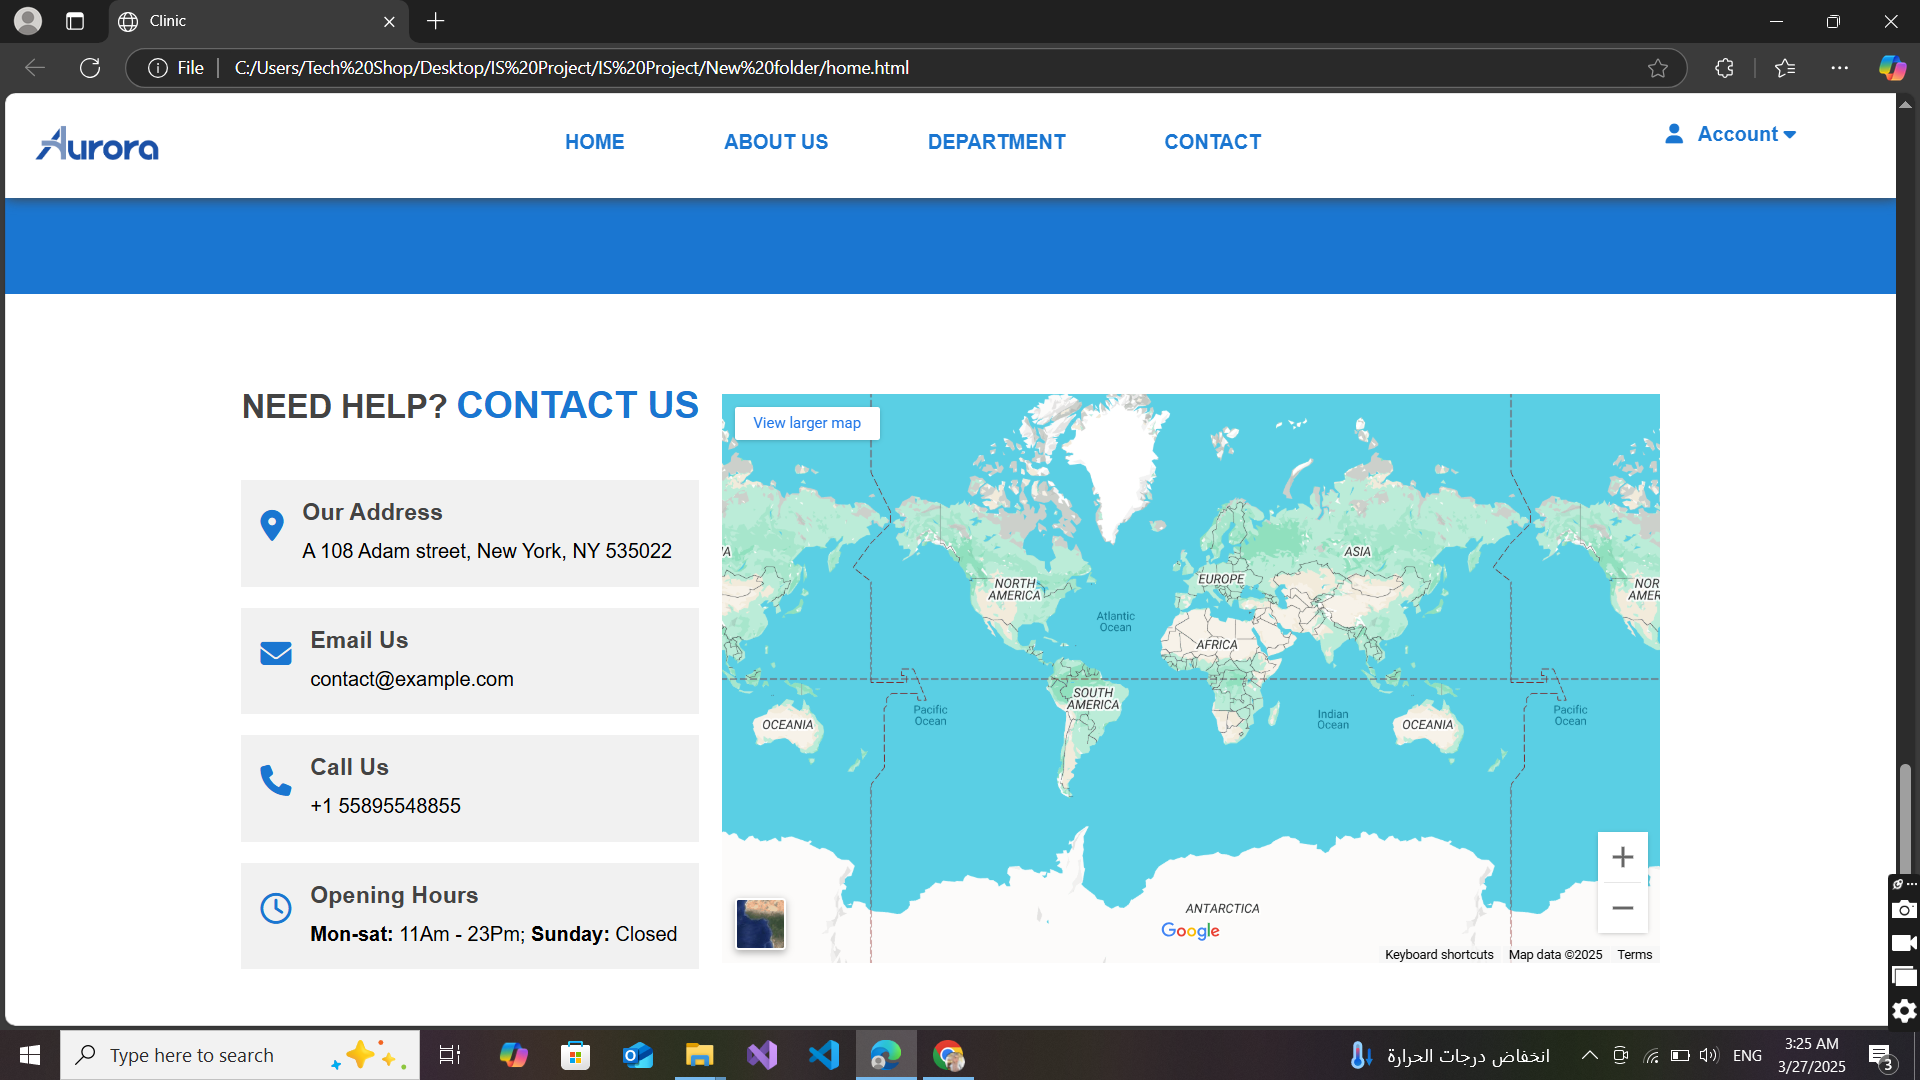 Clinic
File
C:/Users/Tech%20Shop/Desktop/IS%20Project/IS%20Project/New%20folder/home.html
Aurora
HOME
ABOUT US
DEPARTMENT
CONTACT
Account
NEED HELP? CONTACT US
Our Address
A 108 Adam street, New York, NY 535022
Email Us
contact@example.com
Call Us
+1 55895548855
Opening Hours
Mon-sat: 11Am - 23Pm; Sunday: Closed
View larger map
IA
ASIA
EUROPE
NORTH
AMERICA
NOR
AMER
Atlantic
Ocean
AFRICA
SOUTH
AMERICA
Pacific
Ocean
Indian
Ocean
Pacific
Ocean
OCEANIA
OCEANIA
ANTARCTICA
Google
Keyboard shortcuts
Map data ©2025
Terms
Type here to search
انخفاض درجات الحرارة
ENG
3:25 AM
3/27/2025
3